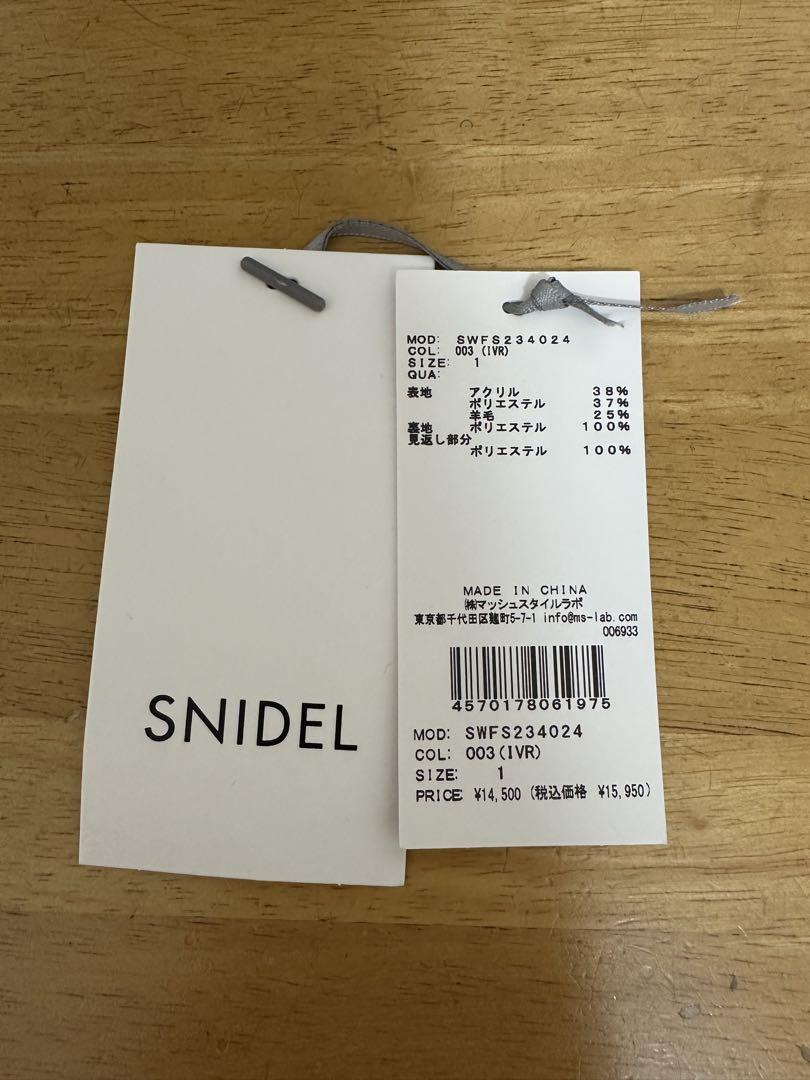 SNIDEL
MOD: SWFS234024
COL: 003 (IVR)
SIZE: 1
QUA:
表地 アクリル 38%
ポリエステル 37%
羊毛 25%
裏地 ポリエステル 100%
見返し部分
ポリエステル 100%
MADE IN CHINA
㈱マッシュスタイルラボ
東京都千代田区麹町5-7-1 info@ms-lab.com
006933
4570178061975
MOD: SWFS234024
COL: 003(IVR)
SIZE: 1
PRICE: ¥14,500 (税込価格 ¥15,950)